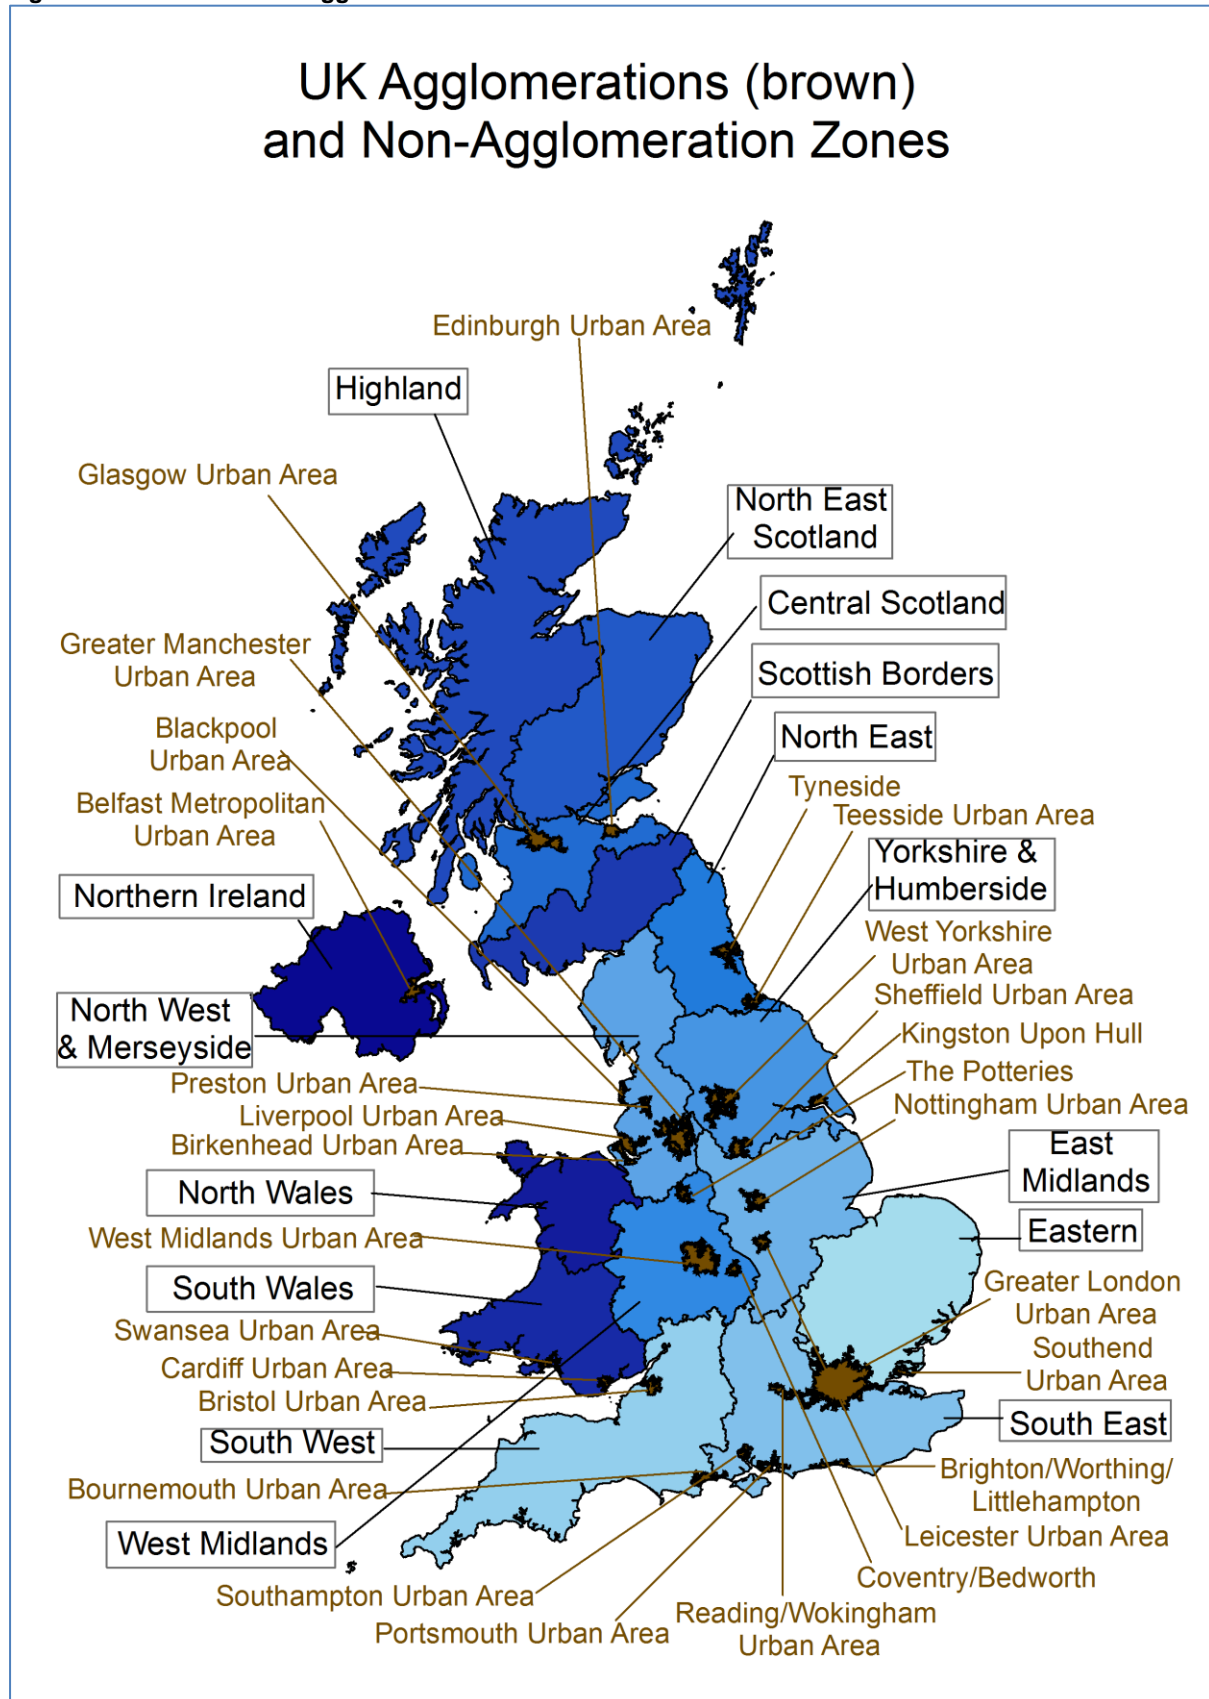 UK Agglomerations (brown)
and Non-Agglomeration Zones
Edinburgh Urban Area
Highland
Glasgow Urban Area
North East
Scotland
Central Scotland
Greater Manchester
Urban Area
Scottish Borders
Blackpool
Urban Area
North East
Tyneside
Belfast Metropolitan
Urban Area
Teesside Urban Area
Yorkshire &
Humberside
Northern Ireland
West Yorkshire
Urban Area
Sheffield Urban Area
North West
& Merseyside
Kingston Upon Hull
The Potteries
Preston Urban Area
Nottingham Urban Area
Liverpool Urban Area
Birkenhead Urban Area
East
Midlands
North Wales
West Midlands Urban Area
Eastern
South Wales
Greater London
Urban Area
Swansea Urban Area
Southend
Urban Area
Cardiff Urban Area
Bristol Urban Area
South East
South West
Brighton/Worthing/
Littlehampton
Bournemouth Urban Area
Leicester Urban Area
West Midlands
Coventry/Bedworth
Southampton Urban Area
Reading/Wokingham
Urban Area
Portsmouth Urban Area